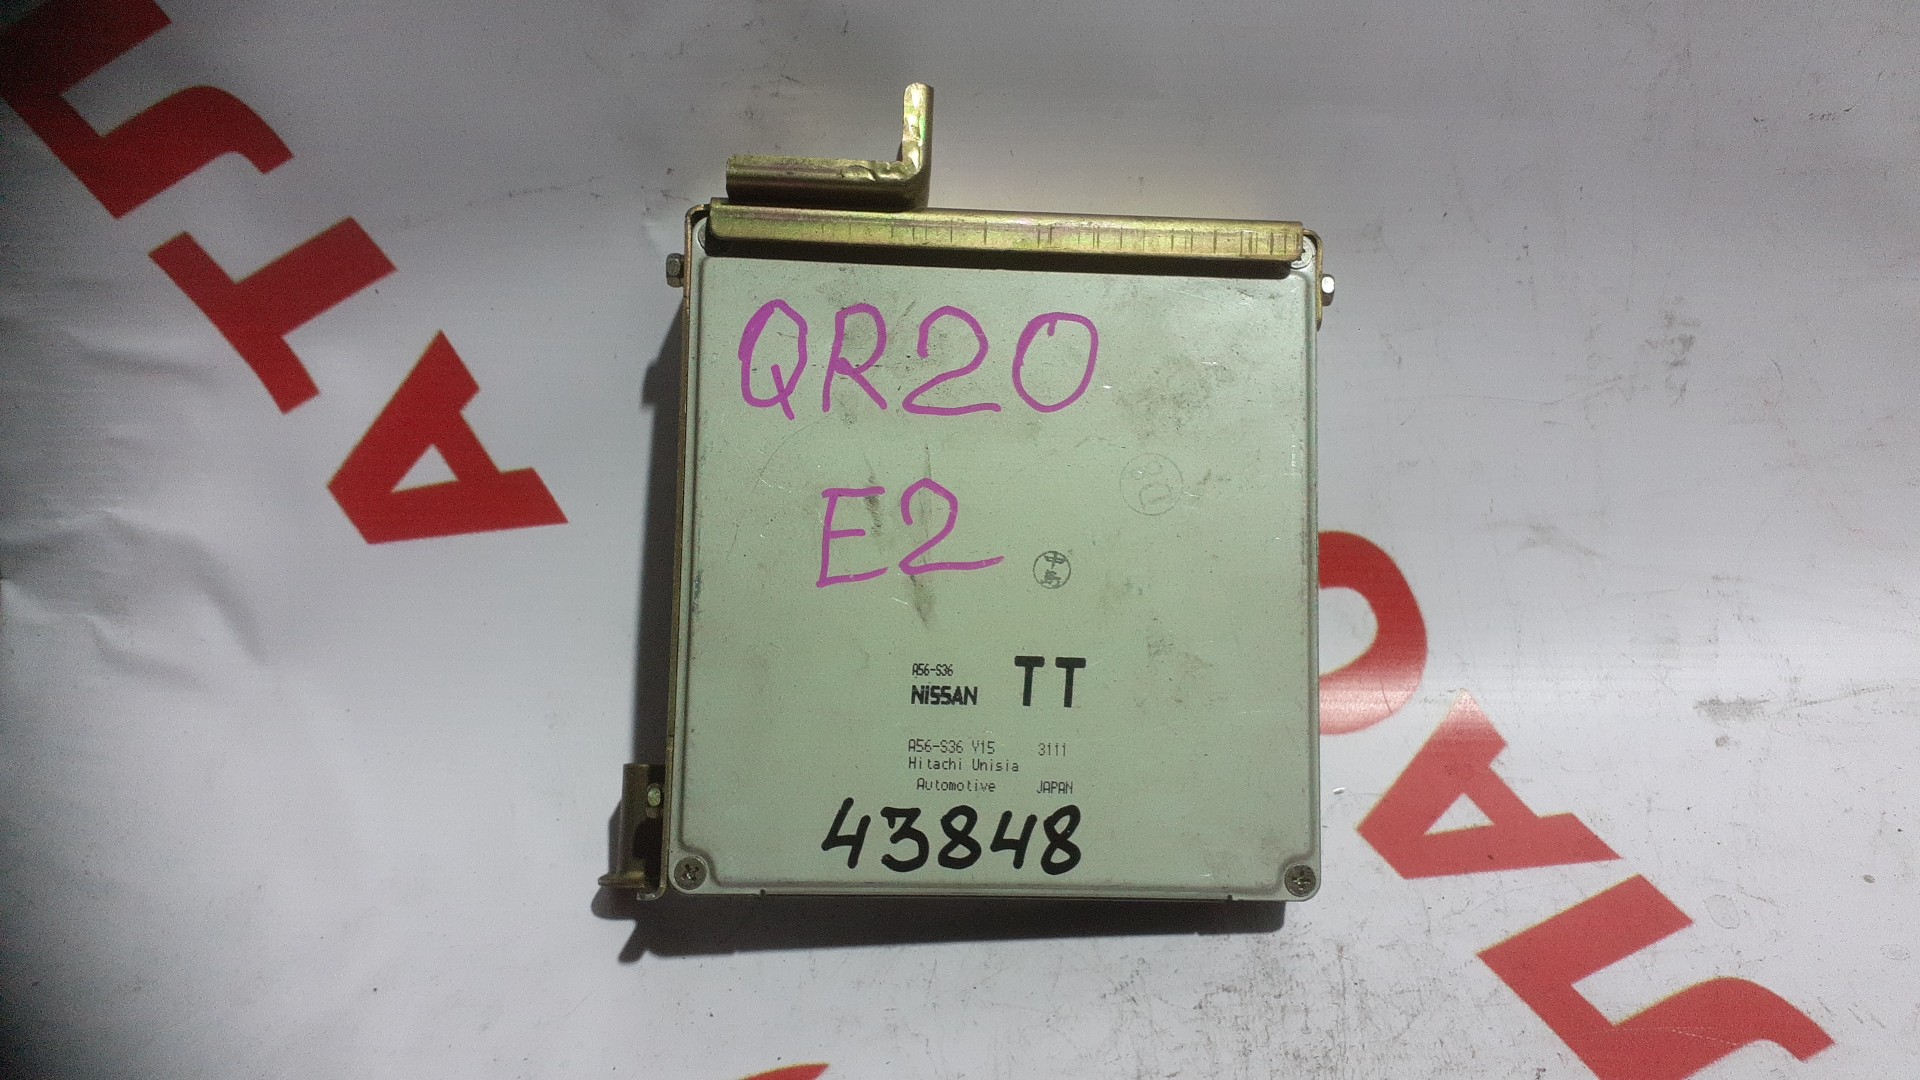 QR20
E2
中島
A56-S36
NISSAN TT
A56-S36 Y15 3111
Hitachi Unisia
Automotive JAPAN
43848